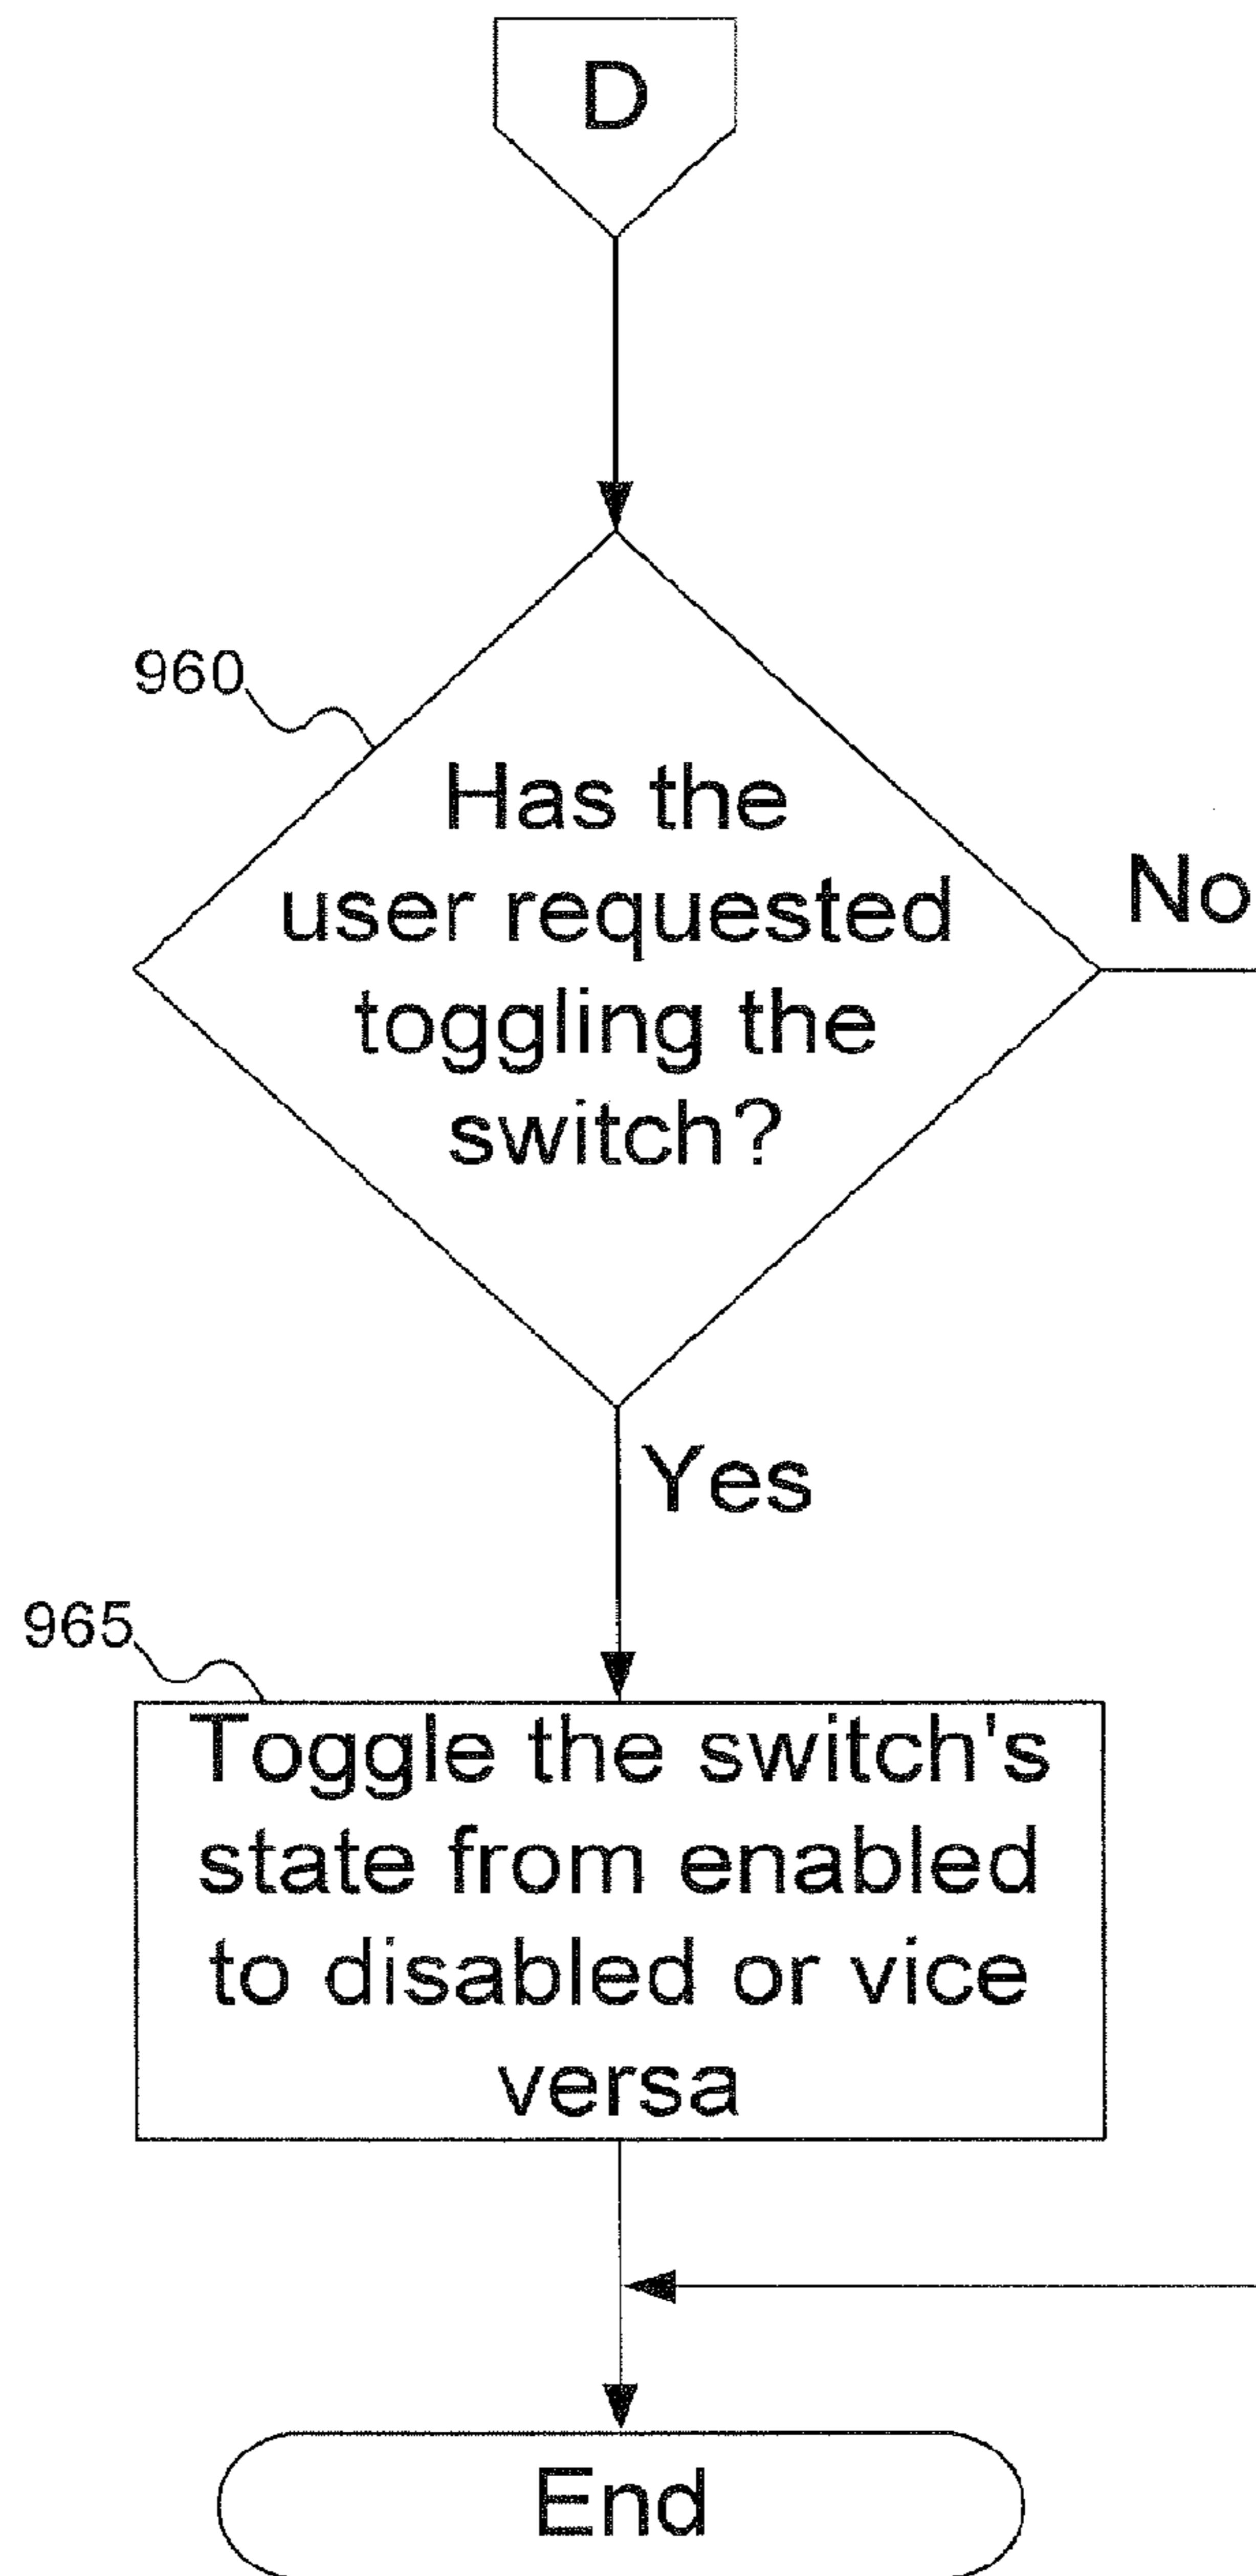 D
960
Has the
user requested
toggling the
switch?
No
Yes
965
Toggle the switch's
state from enabled
to disabled or vice
versa
End